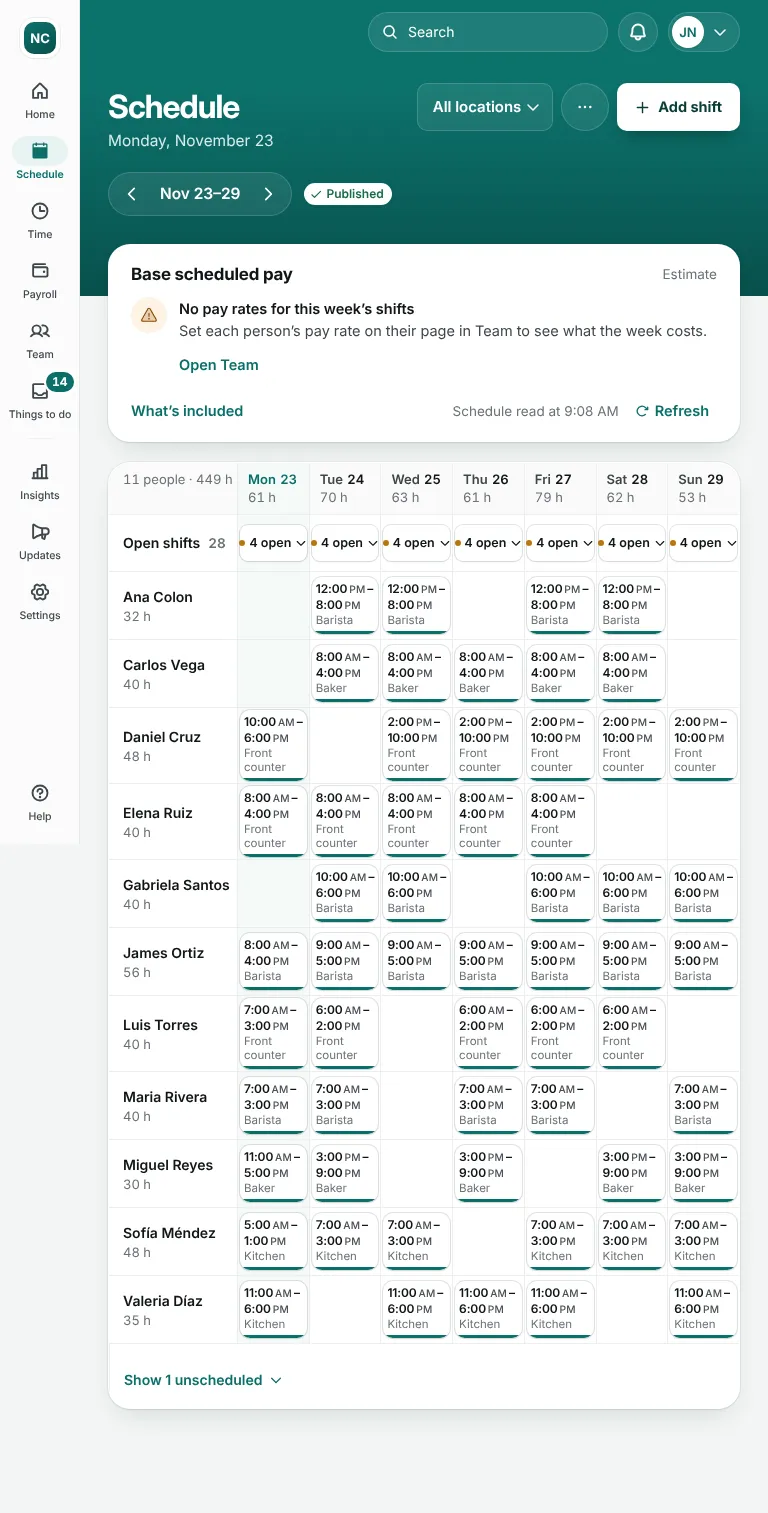 NC
Search
JN
Home
Schedule
All locations
Add shift
Monday, November 23
Schedule
Time
Nov 23–29
Published
Payroll
Base scheduled pay
Estimate
No pay rates for this week's shifts
Set each person's pay rate on their page in Team to see what the week costs.
Team
Open Team
14
Things to do
What's included
Schedule read at 9:08 AM
Refresh
Insights
Updates
Settings
Help
11 people · 449 h
Mon 23
61 h
Tue 24
70 h
Wed 25
63 h
Thu 26
61 h
Fri 27
79 h
Sat 28
62 h
Sun 29
53 h
Open shifts 28
4 open
4 open
4 open
4 open
4 open
4 open
4 open
Ana Colon
32 h
12:00 PM –
8:00 PM
Barista
12:00 PM –
8:00 PM
Barista
12:00 PM –
8:00 PM
Barista
12:00 PM –
8:00 PM
Barista
Carlos Vega
40 h
8:00 AM –
4:00 PM
Baker
8:00 AM –
4:00 PM
Baker
8:00 AM –
4:00 PM
Baker
8:00 AM –
4:00 PM
Baker
8:00 AM –
4:00 PM
Baker
Daniel Cruz
48 h
10:00 AM –
6:00 PM
Front
counter
2:00 PM –
10:00 PM
Front
counter
2:00 PM –
10:00 PM
Front
counter
2:00 PM –
10:00 PM
Front
counter
2:00 PM –
10:00 PM
Front
counter
2:00 PM –
10:00 PM
Front
counter
Elena Ruiz
40 h
8:00 AM –
4:00 PM
Front
counter
8:00 AM –
4:00 PM
Front
counter
8:00 AM –
4:00 PM
Front
counter
8:00 AM –
4:00 PM
Front
counter
8:00 AM –
4:00 PM
Front
counter
Gabriela Santos
40 h
10:00 AM –
6:00 PM
Barista
10:00 AM –
6:00 PM
Barista
10:00 AM –
6:00 PM
Barista
10:00 AM –
6:00 PM
Barista
10:00 AM –
6:00 PM
Barista
James Ortiz
56 h
8:00 AM –
4:00 PM
Barista
9:00 AM –
5:00 PM
Barista
9:00 AM –
5:00 PM
Barista
9:00 AM –
5:00 PM
Barista
9:00 AM –
5:00 PM
Barista
9:00 AM –
5:00 PM
Barista
9:00 AM –
5:00 PM
Barista
Luis Torres
40 h
7:00 AM –
3:00 PM
Front
counter
6:00 AM –
2:00 PM
Front
counter
6:00 AM –
2:00 PM
Front
counter
6:00 AM –
2:00 PM
Front
counter
6:00 AM –
2:00 PM
Front
counter
Maria Rivera
40 h
7:00 AM –
3:00 PM
Barista
7:00 AM –
3:00 PM
Barista
7:00 AM –
3:00 PM
Barista
7:00 AM –
3:00 PM
Barista
7:00 AM –
3:00 PM
Barista
Miguel Reyes
30 h
11:00 AM –
5:00 PM
Baker
3:00 PM –
9:00 PM
Baker
3:00 PM –
9:00 PM
Baker
3:00 PM –
9:00 PM
Baker
3:00 PM –
9:00 PM
Baker
Sofía Méndez
48 h
5:00 AM –
1:00 PM
Kitchen
7:00 AM –
3:00 PM
Kitchen
7:00 AM –
3:00 PM
Kitchen
7:00 AM –
3:00 PM
Kitchen
7:00 AM –
3:00 PM
Kitchen
7:00 AM –
3:00 PM
Kitchen
Valeria Díaz
35 h
11:00 AM –
6:00 PM
Kitchen
11:00 AM –
6:00 PM
Kitchen
11:00 AM –
6:00 PM
Kitchen
11:00 AM –
6:00 PM
Kitchen
11:00 AM –
6:00 PM
Kitchen
Show 1 unscheduled